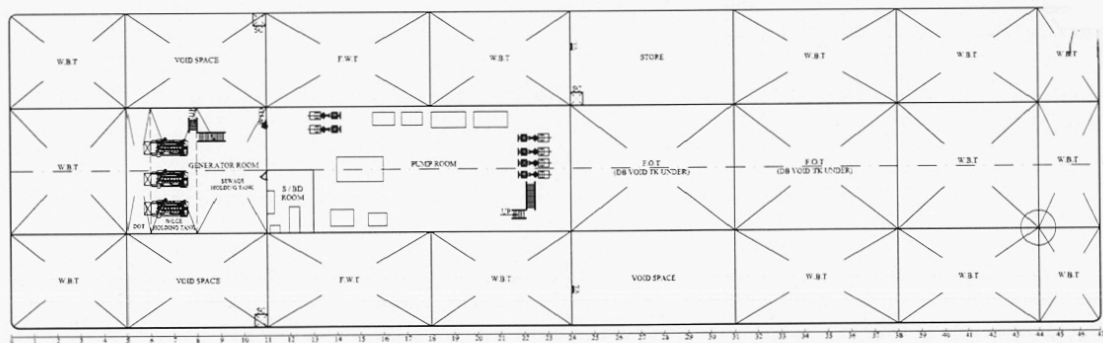 W.B.T
VOID SPACE
F.W.T
W.B.T
STORE
W.B.T
W.B.T
W.B.T
W.B.T
GENERATOR ROOM
SEWAGE
HOLDING TANK
DOT
HOLDING TANK
S / BD
ROOM
PUMP ROOM
UP
F.O.T
(DB VOID TK UNDER)
F.O.T
(DB VOID TK UNDER)
W.B.T
W.B.T
W.B.T
VOID SPACE
F.W.T
W.B.T
VOID SPACE
W.B.T
W.B.T
W.B.T
0 1 2 3 4 5 6 7 8 9 10 11 12 13 14 15 16 17 18 19 20 21 22 23 24 25 26 27 28 29 30 31 32 33 34 35 36 37 38 39 40 41 42 43 44 45 46 47